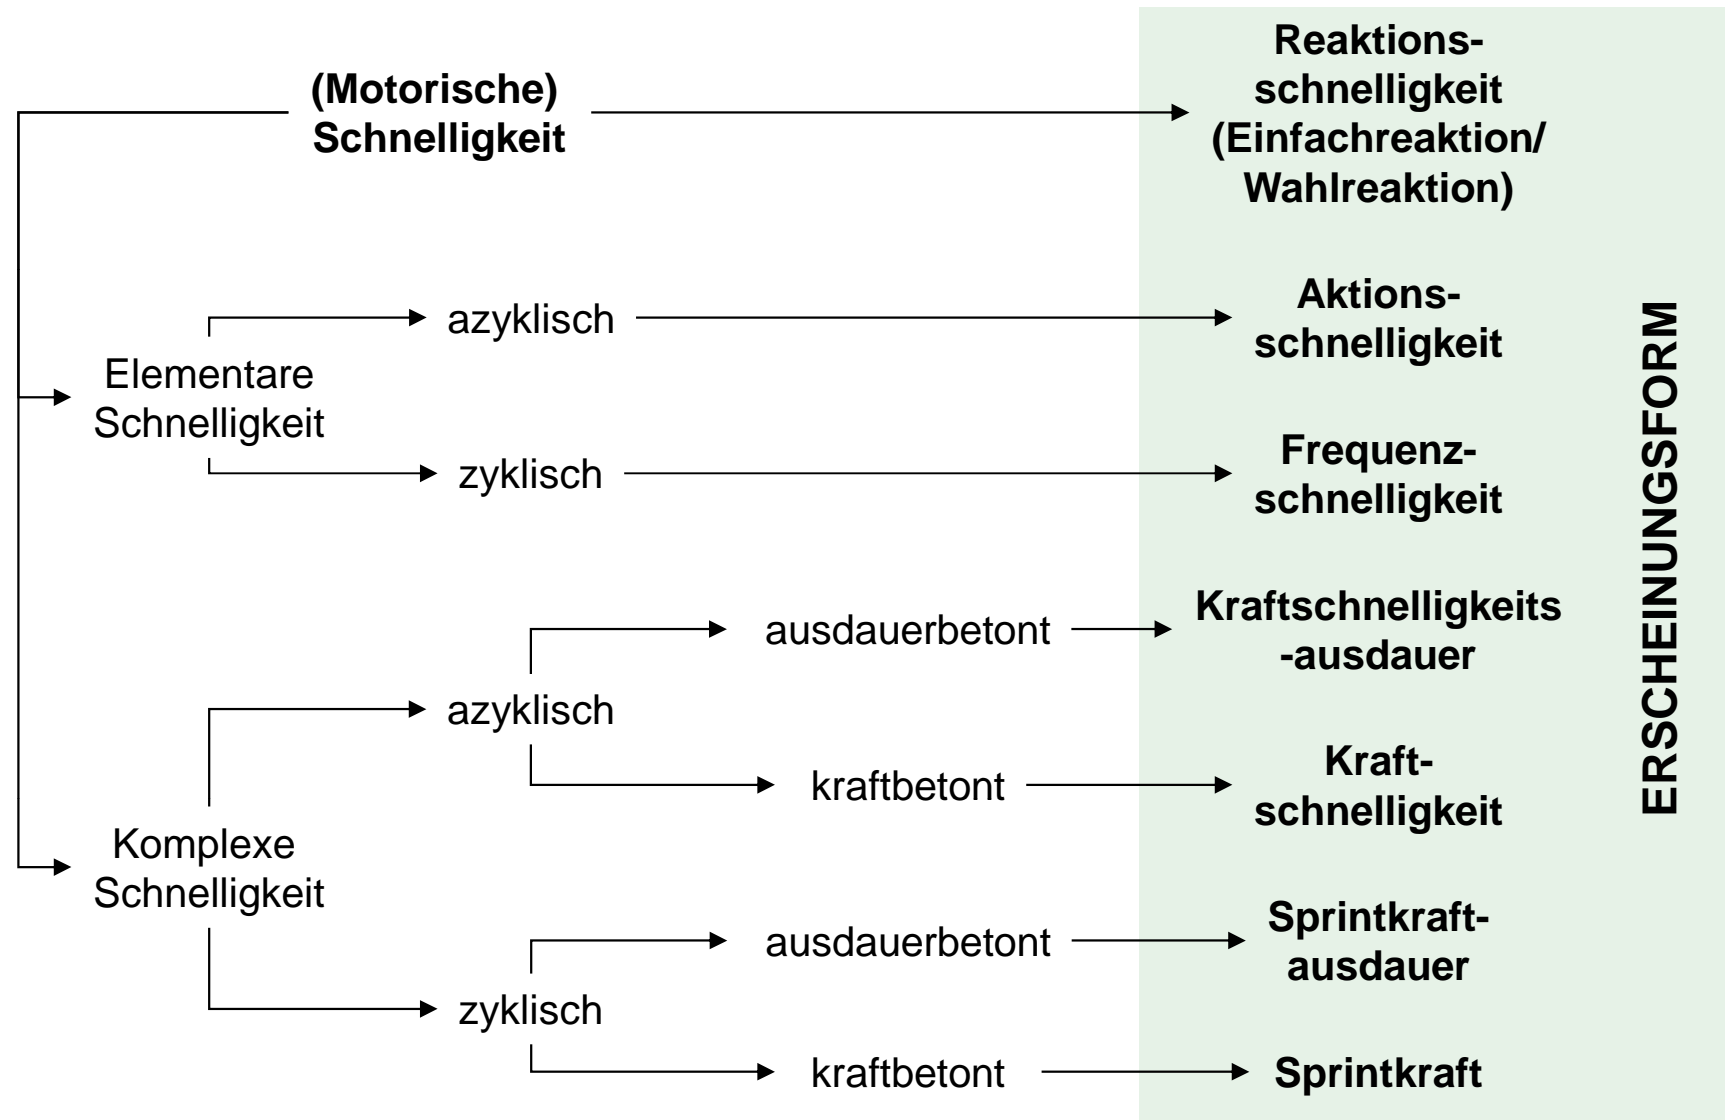 (Motorische)
Schnelligkeit
Reaktions-
schnelligkeit
(Einfachreaktion/
Wahlreaktion)
Elementare
Schnelligkeit
azyklisch
Aktions-
schnelligkeit
zyklisch
Frequenz-
schnelligkeit
Komplexe
Schnelligkeit
azyklisch
ausdauerbetont
Kraftschnelligkeits
-ausdauer
kraftbetont
Kraft-
schnelligkeit
zyklisch
ausdauerbetont
Sprintkraft-
ausdauer
kraftbetont
Sprintkraft
ERSCHEINUNGSFORM